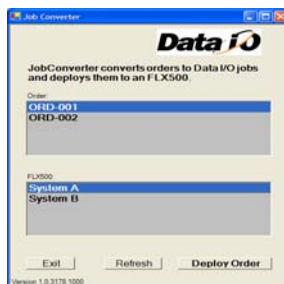 Job Converter
Data I/O
JobConverter converts orders to Data I/O jobs
and deploys them to an FLX500.
Order:
ORD-001
ORD-002
FLX500:
System A
System B
Exit
Refresh
Deploy Order
Version 1.0.3178.1000